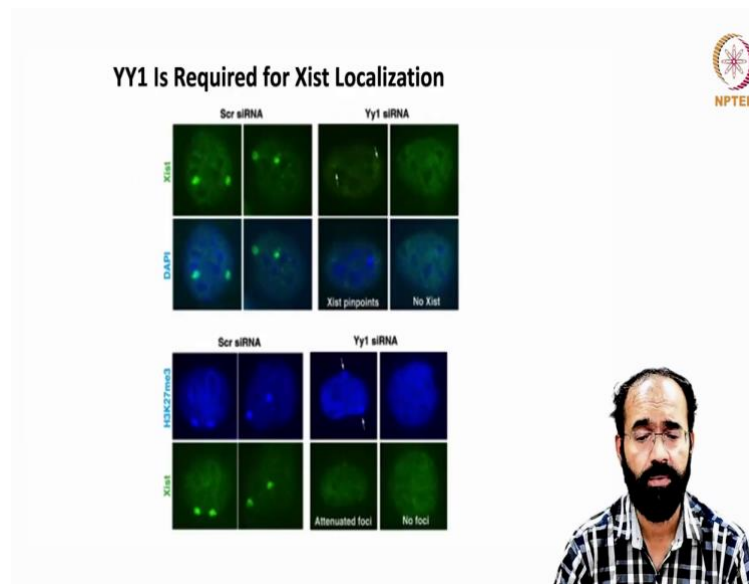 YY1 Is Required for Xist Localization
NPTEL
Scr siRNA
Yy1 siRNA
Xist
DAPI
Xist pinpoints
No Xist
Scr siRNA
Yy1 siRNA
H3K27me3
Xist
Attenuated foci
No foci